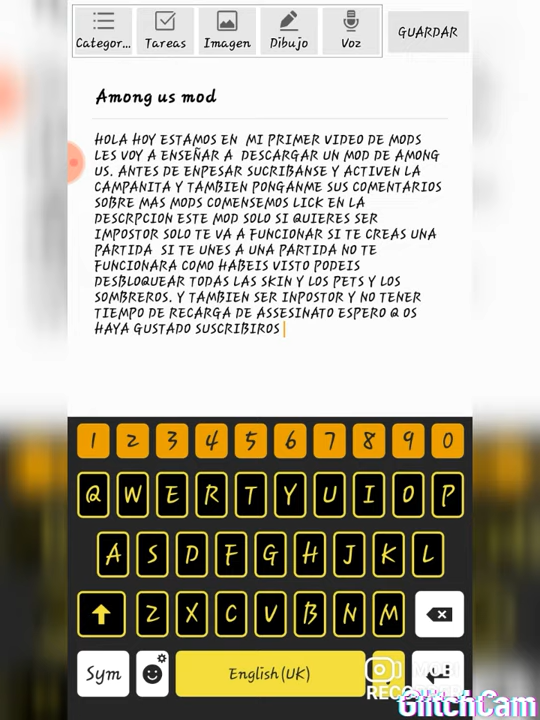 Categor...
Tareas
Imagen
Dibujo
Voz
GUARDAR
Among us mod
HOLA HOY ESTAMOS EN MI PRIMER VIDEO DE MODS
LES VOY A ENSEÑAR A DESCARGAR UN MOD DE AMONG
US. ANTES DE ENPESAR SUCRIBANSE Y ACTIVEN LA
CAMPANITA Y TAMBIEN PONGANME SUS COMENTARIOS
SOBRE MAS MODS COMENSEMOS LICK EN LA
DESCRPCION ESTE MOD SOLO SI QUIERES SER
IMPOSTOR SOLO TE VA A FUNCIONAR SI TE CREAS UNA
PARTIDA SI TE UNES A UNA PARTIDA NO TE
FUNCIONARA COMO HABEIS VISTO PODEIS
DESBLOQUEAR TODAS LAS SKIN Y LOS PETS Y LOS
SOMBREROS. Y TAMBIEN SER INPOSTOR Y NO TENER
TIEMPO DE RECARGA DE ASSESINATO ESPERO Q OS
HAYA GUSTADO SUSCRIBIROS
1 2 3 4 5 6 7 8 9 0
Q W E R T Y U I O P
A S D F G H J K L
Z X C V B N M
Sym
English (UK)
GlitchCam